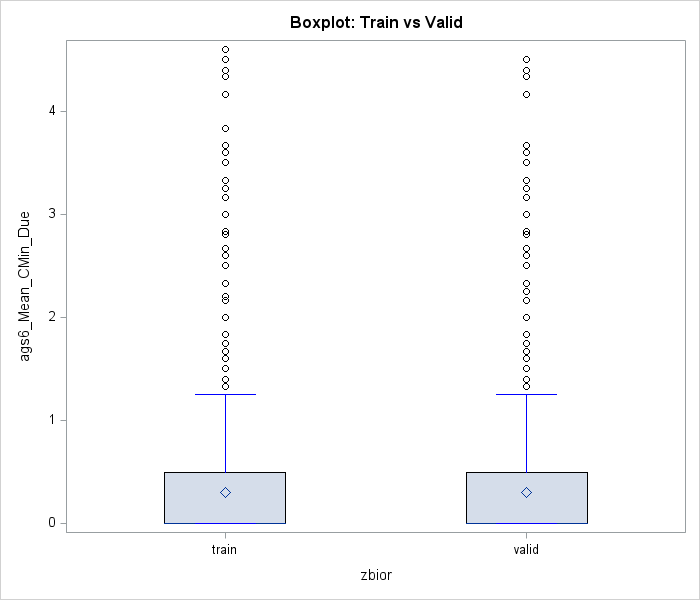 Boxplot: Train vs Valid
ags6_Mean_CMin_Due
4
3
2
1
0
train
valid
zbior